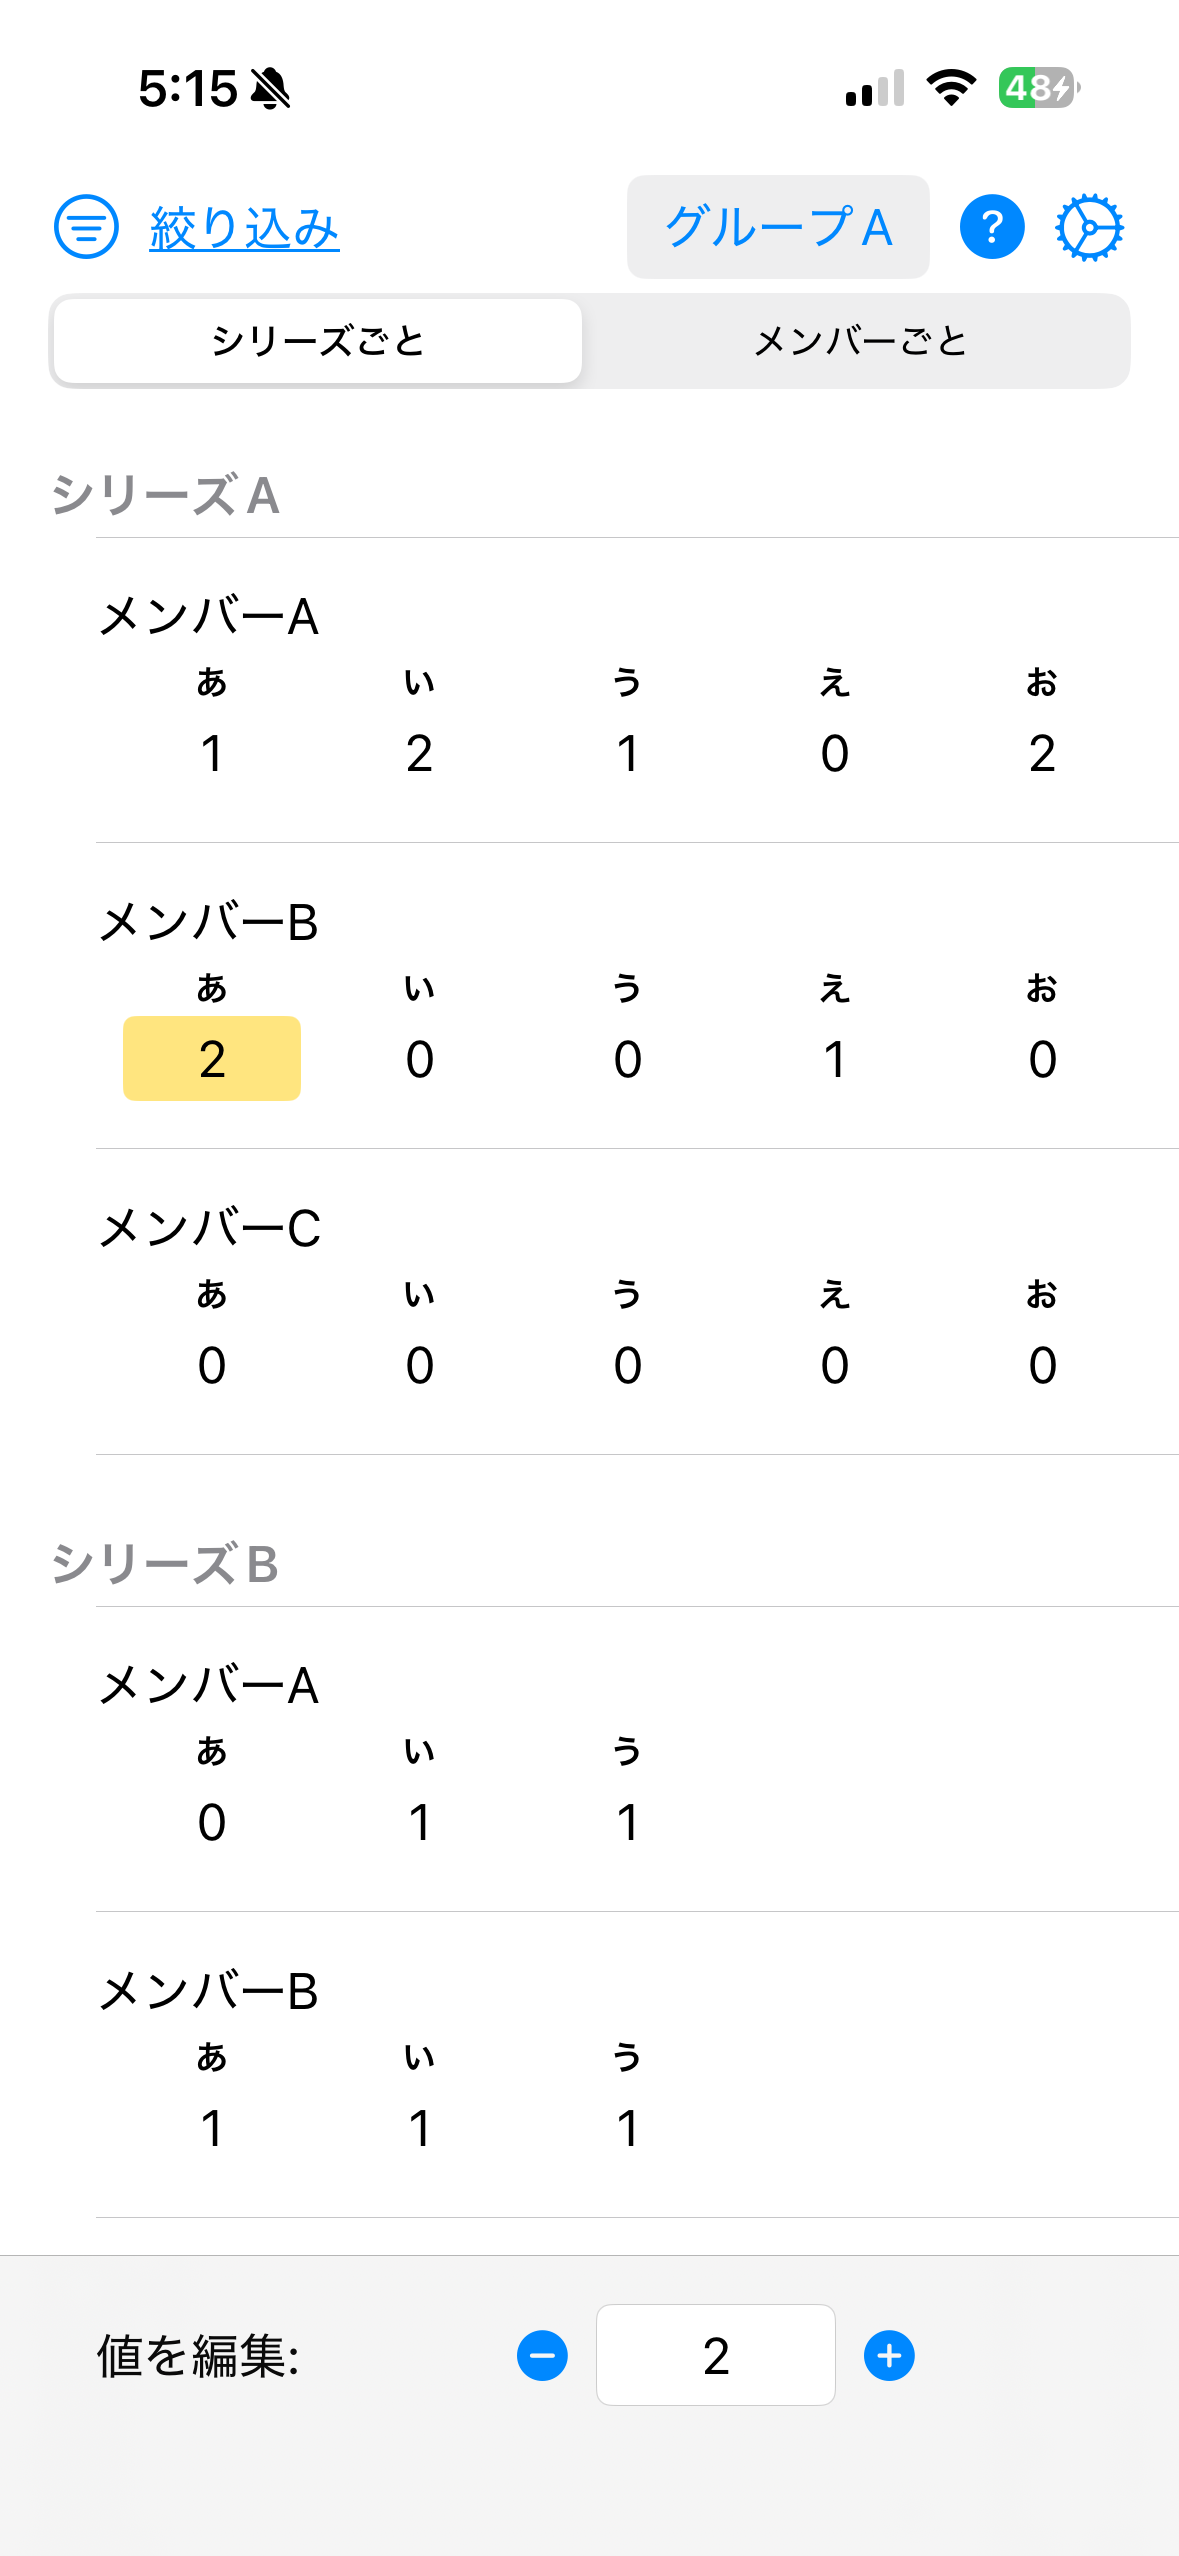 5:15 48
絞り込み グループA ?
シリーズごと メンバーごと
シリーズA
メンバーA
あ い う え お
1 2 1 0 2
メンバーB
あ い う え お
2 0 0 1 0
メンバーC
あ い う え お
0 0 0 0 0
シリーズB
メンバーA
あ い う
0 1 1
メンバーB
あ い う
1 1 1
値を編集: 2